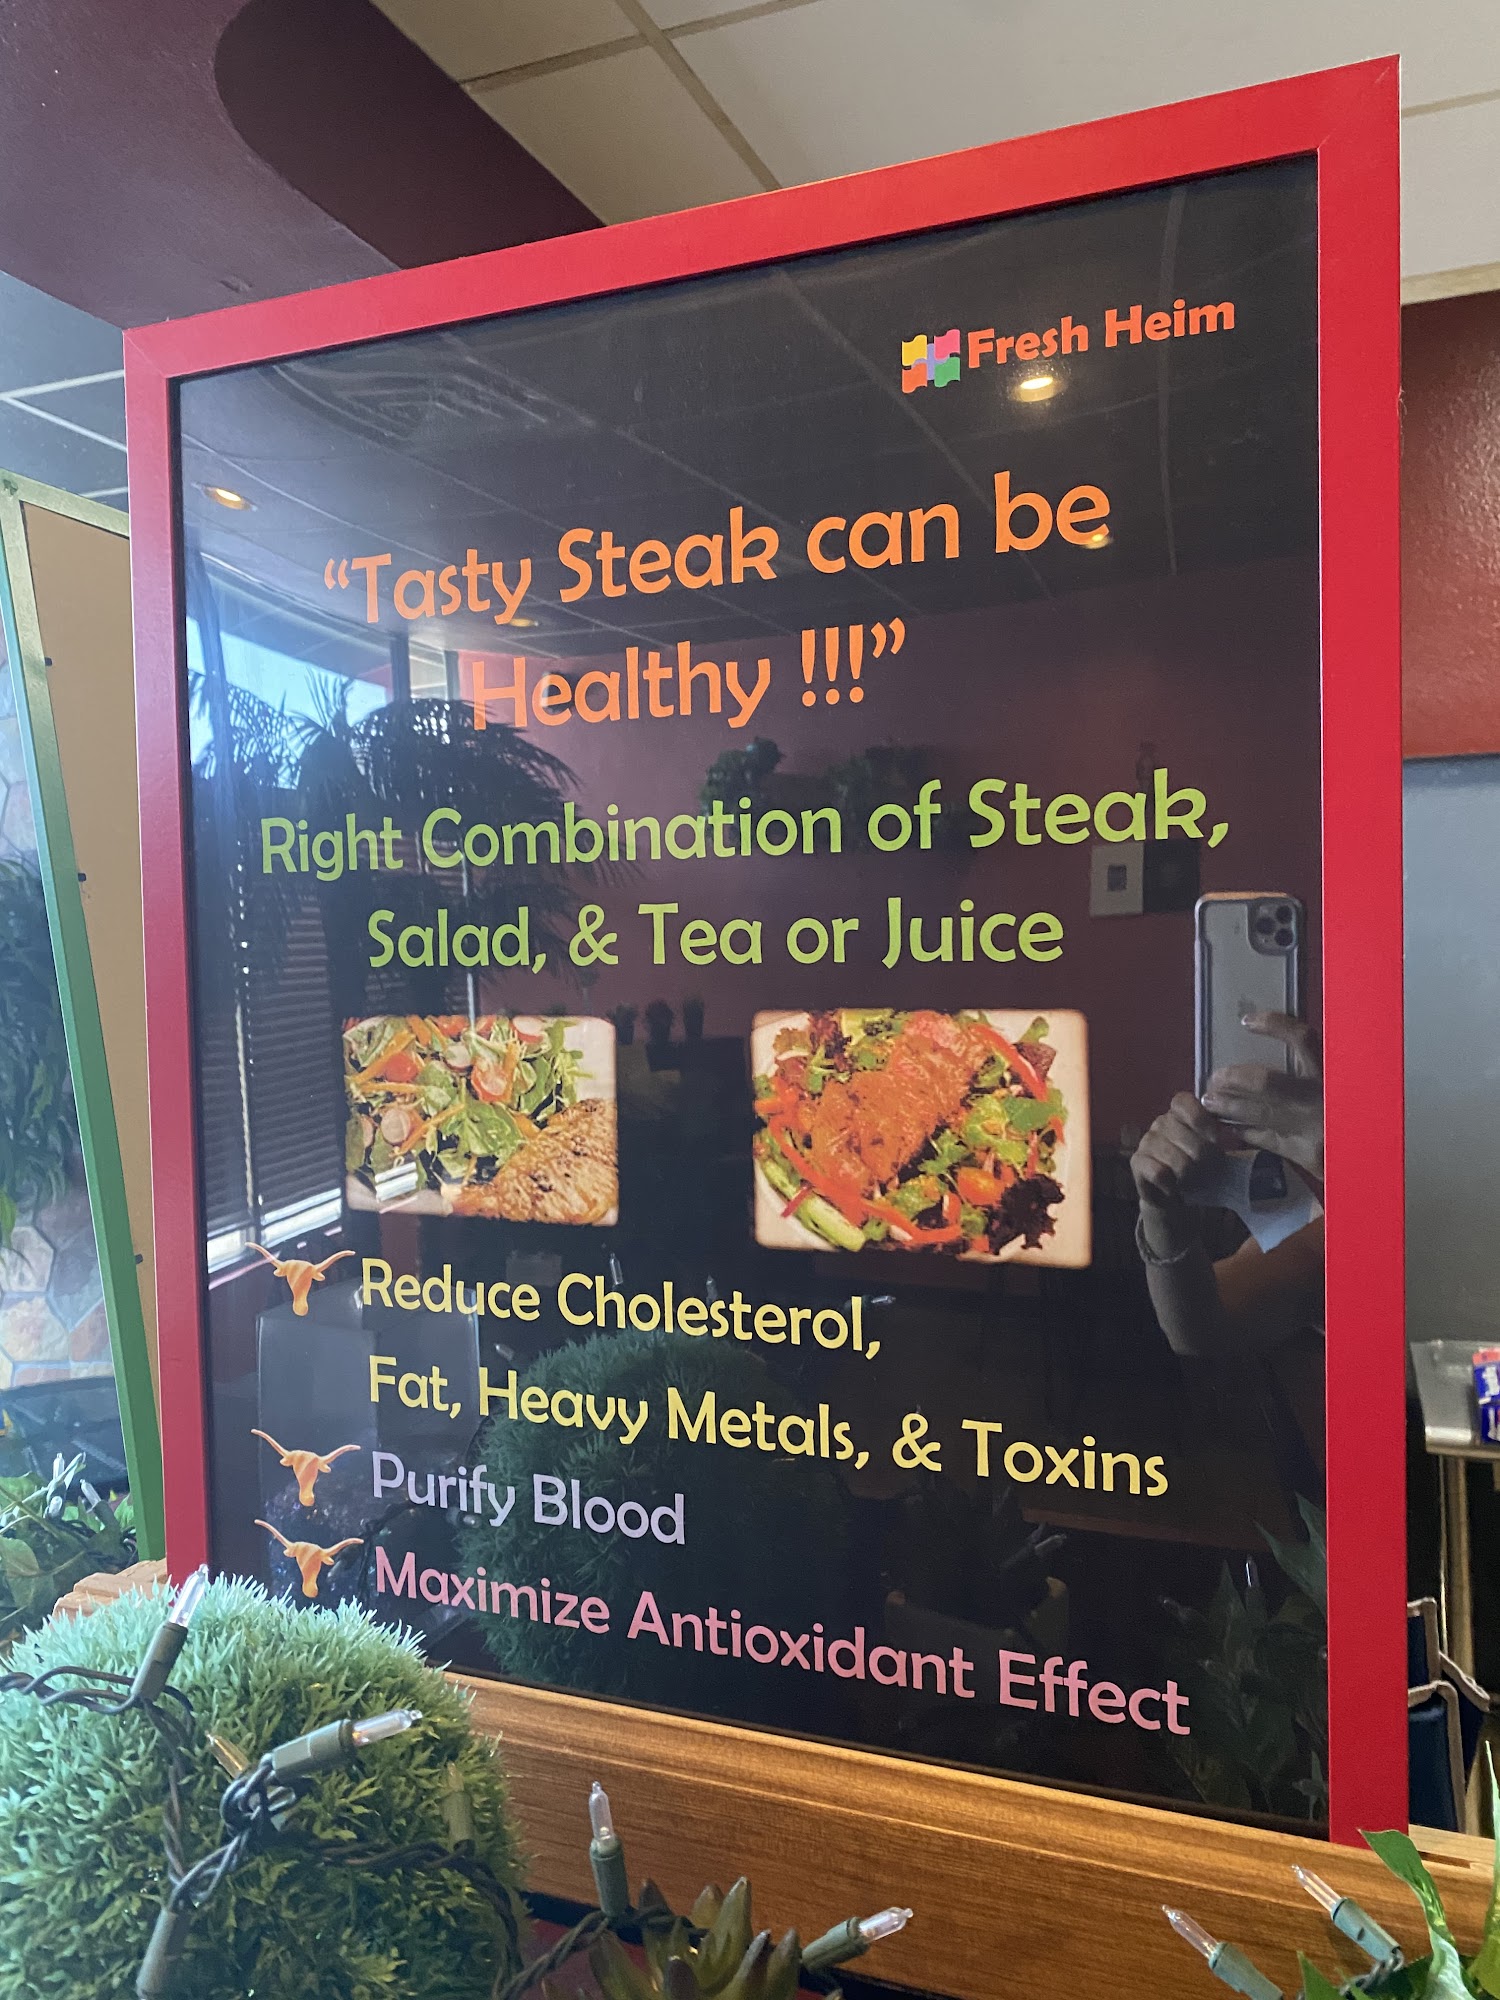 Fresh Heim
“Tasty Steak can be
Healthy !!!”
Right Combination of Steak,
Salad, & Tea or Juice
Reduce Cholesterol,
Fat, Heavy Metals, & Toxins
Purify Blood
Maximize Antioxidant Effect